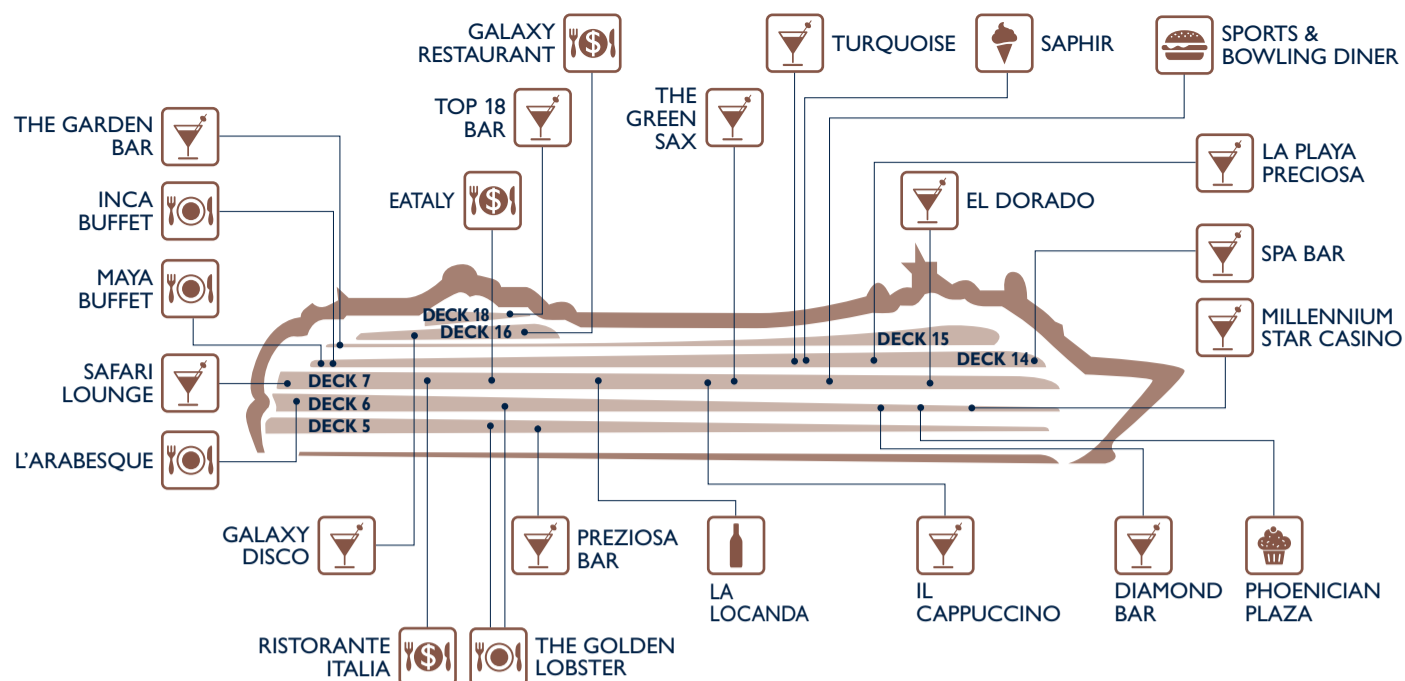 GALAXY
RESTAURANT
$
TURQUOISE
SAPHIR
SPORTS &
BOWLING DINER
TOP 18
BAR
THE
GREEN
SAX
THE GARDEN
BAR
LA PLAYA
PRECIOSA
INCA
BUFFET
EATALY
$
EL DORADO
SPA BAR
MAYA
BUFFET
MILLENNIUM
STAR CASINO
DECK 18
DECK 16
DECK 15
DECK 14
SAFARI
LOUNGE
DECK 7
DECK 6
DECK 5
L'ARABESQUE
GALAXY
DISCO
PREZIOSA
BAR
LA
LOCANDA
IL
CAPPUCCINO
DIAMOND
BAR
PHOENICIAN
PLAZA
RISTORANTE
ITALIA
$
THE GOLDEN
LOBSTER